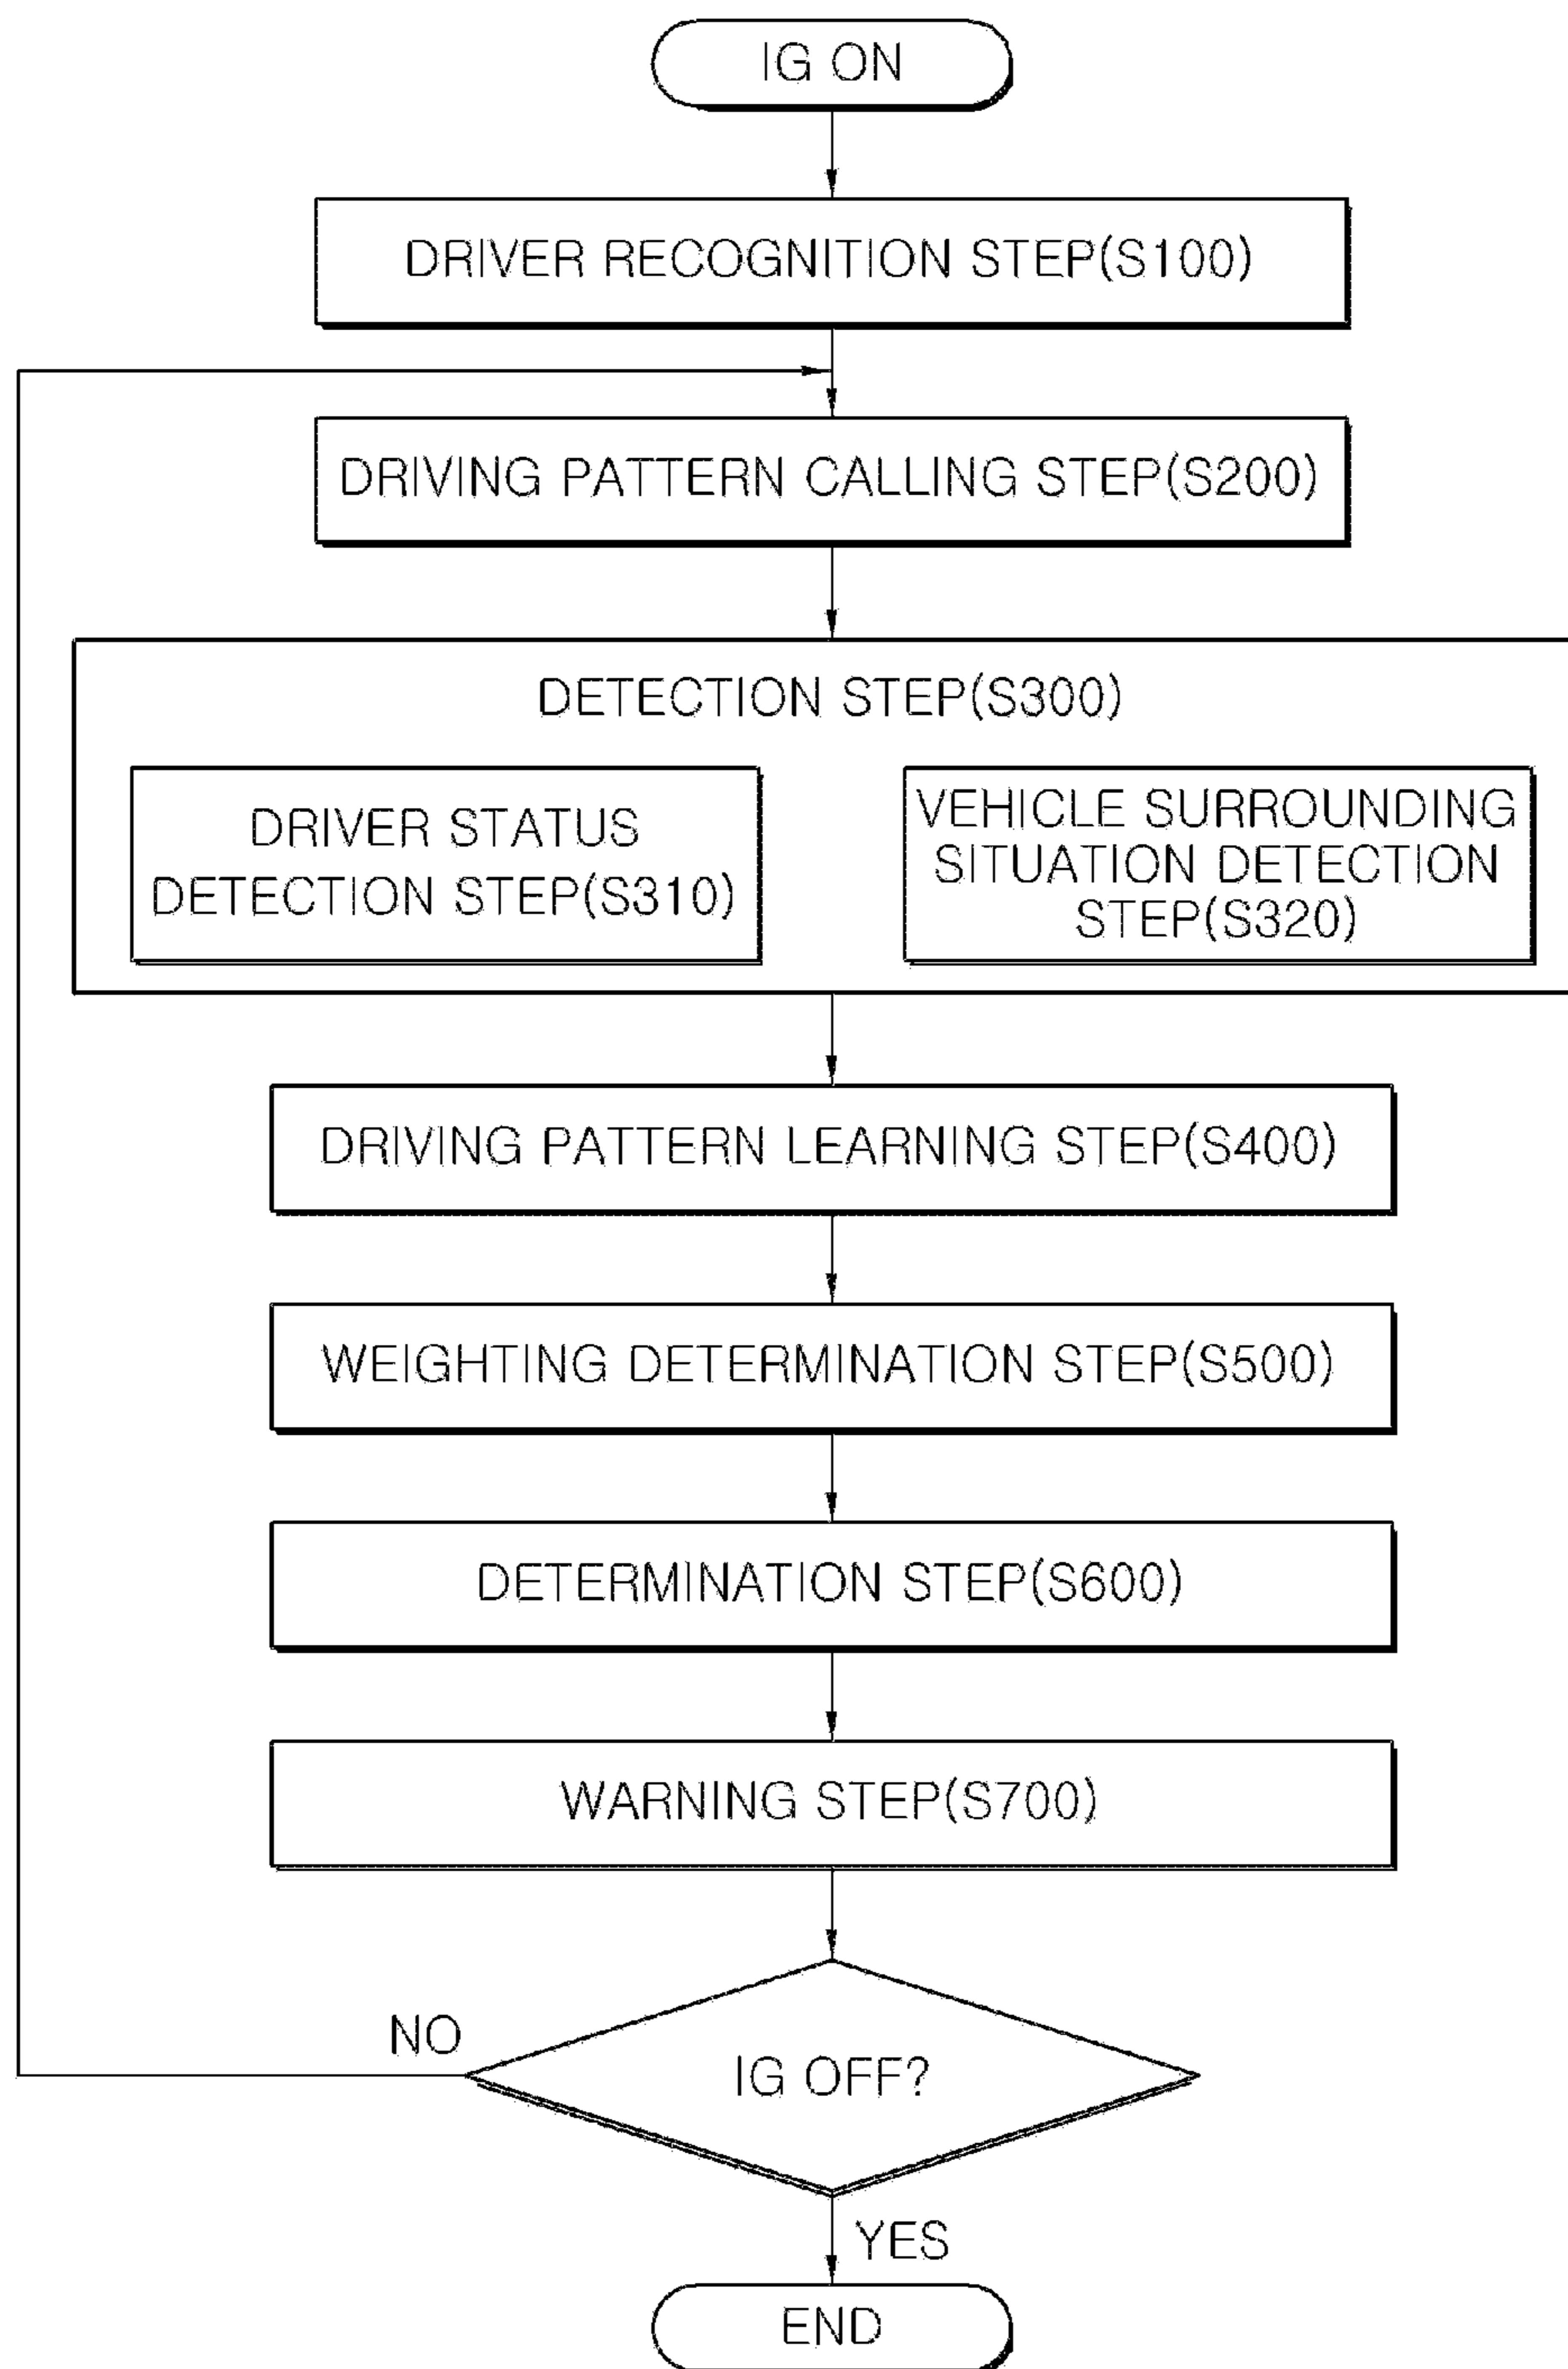 IG ON
DRIVER RECOGNITION STEP(S100)
DRIVING PATTERN CALLING STEP(S200)
DETECTION STEP(S300)
DRIVER STATUS
DETECTION STEP(S310)
VEHICLE SURROUNDING
SITUATION DETECTION
STEP(S320)
DRIVING PATTERN LEARNING STEP(S400)
WEIGHTING DETERMINATION STEP(S500)
DETERMINATION STEP(S600)
WARNING STEP(S700)
NO
IG OFF?
YES
END